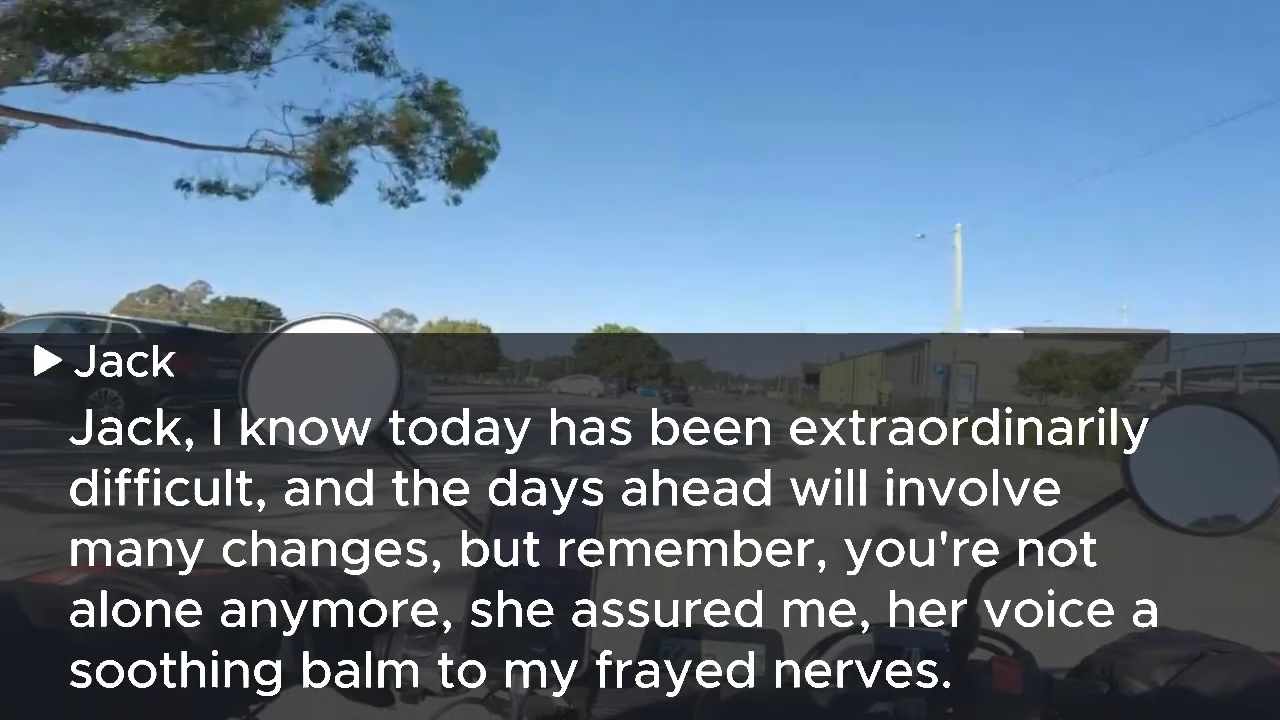 Jack
Jack, I know today has been extraordinarily
difficult, and the days ahead will involve
many changes, but remember, you're not
alone anymore, she assured me, her voice a
soothing balm to my frayed nerves.